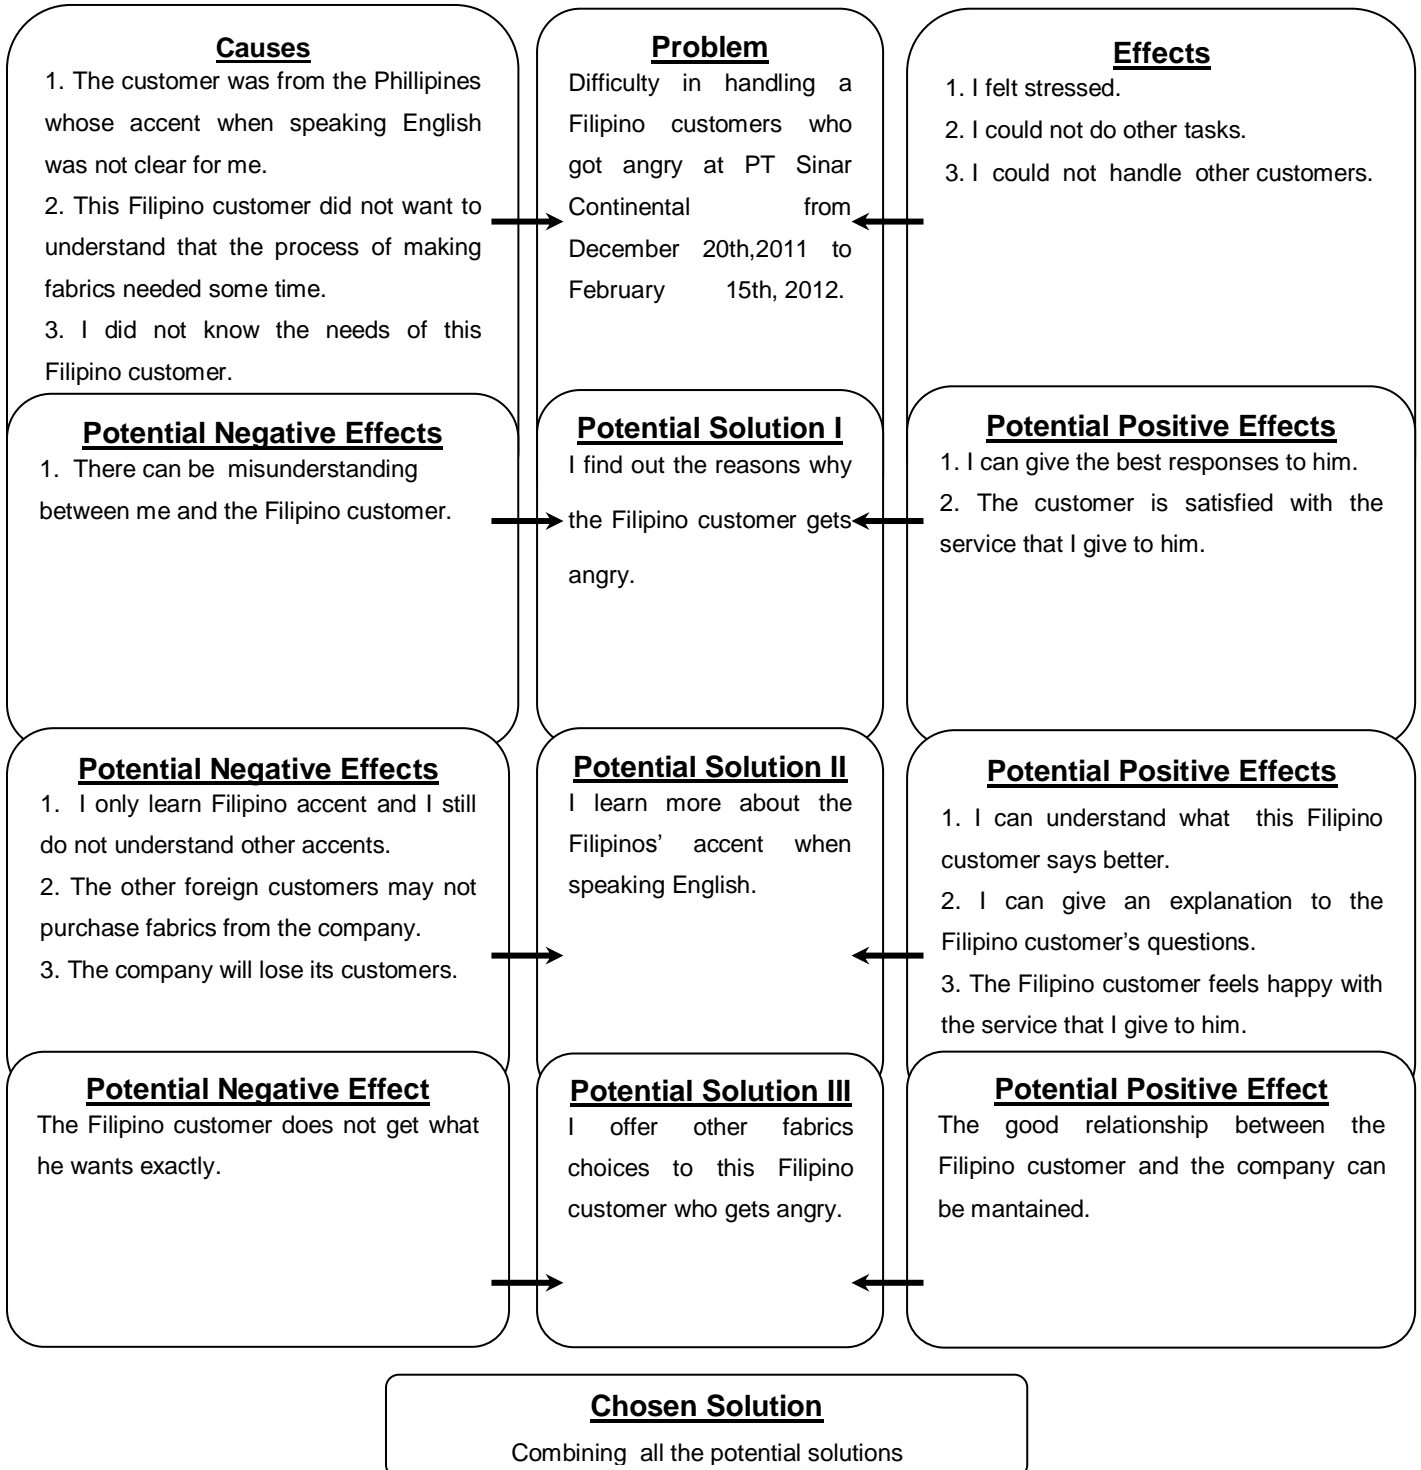 Causes
1. The customer was from the Phillipines
whose accent when speaking English
was not clear for me.
2. This Filipino customer did not want to
understand that the process of making
fabrics needed some time.
3. I did not know the needs of this
Filipino customer.
Problem
Difficulty in handling a
Filipino customers who
got angry at PT Sinar
Continental from
December 20th,2011 to
February 15th, 2012.
Effects
1. I felt stressed.
2. I could not do other tasks.
3. I could not handle other customers.
Potential Negative Effects
1. There can be misunderstanding
between me and the Filipino customer.
Potential Solution I
I find out the reasons why
the Filipino customer gets
angry.
Potential Positive Effects
1. I can give the best responses to him.
2. The customer is satisfied with the
service that I give to him.
Potential Negative Effects
1. I only learn Filipino accent and I still
do not understand other accents.
2. The other foreign customers may not
purchase fabrics from the company.
3. The company will lose its customers.
Potential Solution II
I learn more about the
Filipinos’ accent when
speaking English.
Potential Positive Effects
1. I can understand what this Filipino
customer says better.
2. I can give an explanation to the
Filipino customer’s questions.
3. The Filipino customer feels happy with
the service that I give to him.
Potential Negative Effect
The Filipino customer does not get what
he wants exactly.
Potential Solution III
I offer other fabrics
choices to this Filipino
customer who gets angry.
Potential Positive Effect
The good relationship between the
Filipino customer and the company can
be mantained.
Chosen Solution
Combining all the potential solutions